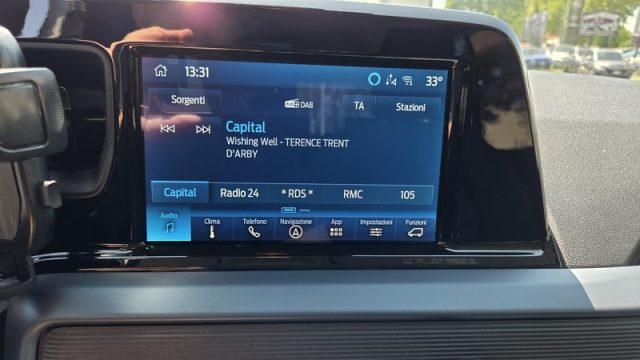 13:31
33°
Sorgenti
DAB
TA
Stazioni
Capital
Wishing Well - TERENCE TRENT
D'ARBY
Capital
Radio 24
*RDS*
RMC
105
Audio
Clima
Telefono
Navigazione
App
Impostazioni
Funzioni